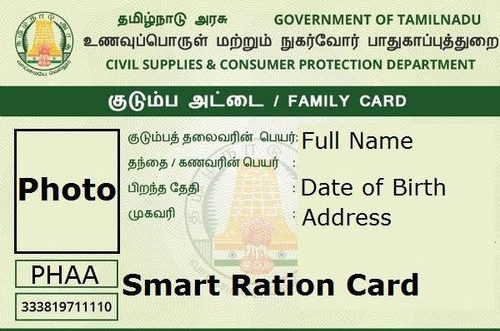 தமிழ்நாடு அரசு GOVERNMENT OF TAMILNADU
உணவுப்பொருள் மற்றும் நுகர்வோர் பாதுகாப்புத்துறை
CIVIL SUPPLIES & CONSUMER PROTECTION DEPARTMENT
குடும்ப அட்டை / FAMILY CARD
குடும்பத் தலைவரின் பெயர்: Full Name
தந்தை / கணவரின் பெயர் :
பிறந்த தேதி : Date of Birth
முகவரி : Address
Photo
PHAA
Smart Ration Card
333819711110